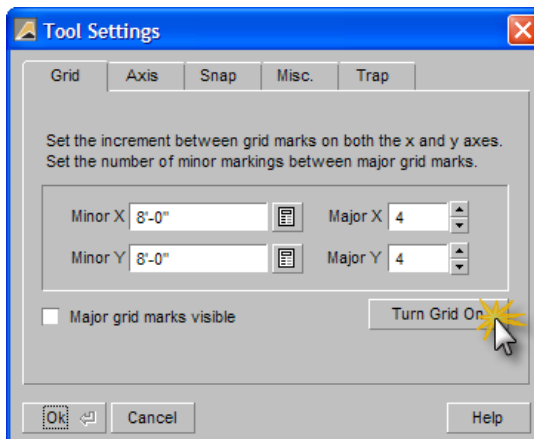 Tool Settings
Grid Axis Snap Misc. Trap
Set the increment between grid marks on both the x and y axes.
Set the number of minor markings between major grid marks.
Minor X 8'-0" Major X 4
Minor Y 8'-0" Major Y 4
Major grid marks visible Turn Grid On
Ok Cancel Help